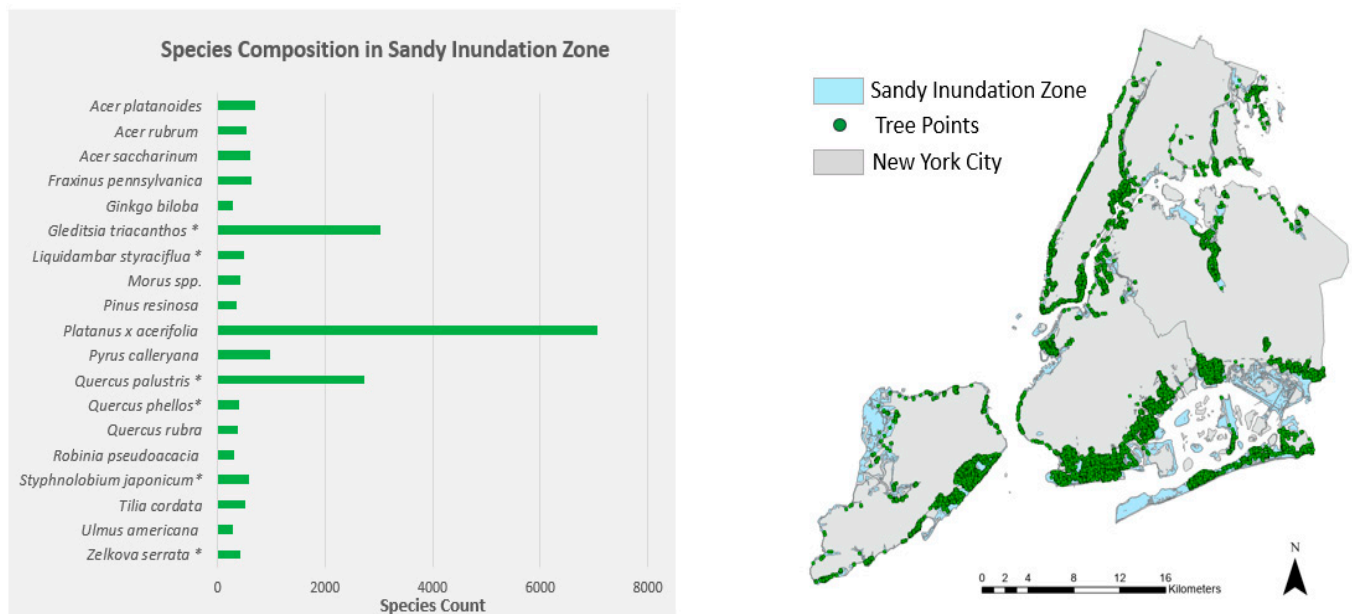 Species Composition in Sandy Inundation Zone
Acer platanoides
Acer rubrum
Acer saccharinum
Fraxinus pennsylvanica
Ginkgo biloba
Gleditsia triacanthos *
Liquidambar styraciflua *
Morus spp.
Pinus resinosa
Platanus x acerifolia
Pyrus calleryana
Quercus palustris *
Quercus phellos*
Quercus rubra
Robinia pseudoacacia
Styphnolobium japonicum*
Tilia cordata
Ulmus americana
Zelkova serrata *
0 2000 4000 6000 8000
Species Count
Sandy Inundation Zone
Tree Points
New York City
N
0 2 4 8 12 16
Kilometers